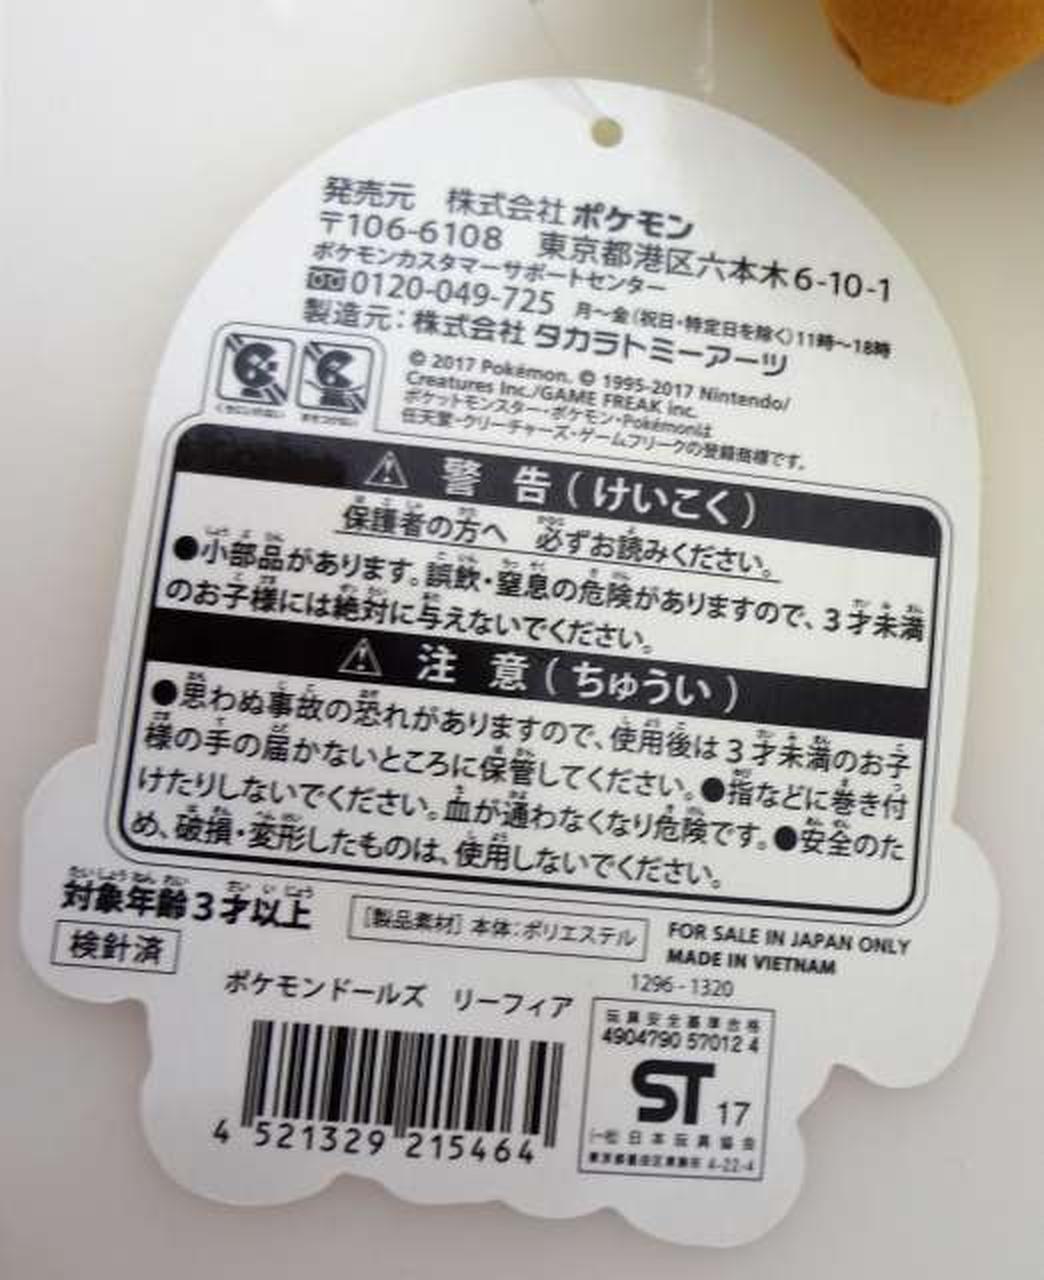 発売元　株式会社 ポケモン
〒106-6108　東京都港区六本木6-10-1
ポケモンカスタマーサポートセンター
0120-049-725 月～金(祝日・特定日を除く)11時～18時
製造元：株式会社 タカラトミーアーツ
© 2017 Pokémon. © 1995-2017 Nintendo/
Creatures Inc./GAME FREAK inc.
ポケットモンスター・ポケモン・Pokémonは
任天堂・クリーチャーズ・ゲームフリークの登録商標です。
警 告 (けいこく)
保護者の方へ　必ずお読みください。
●小部品があります。誤飲・窒息の危険がありますので、3才未満
のお子様には絶対に与えないでください。
注 意 (ちゅうい)
●思わぬ事故の恐れがありますので、使用後は3才未満のお子
様の手の届かないところに保管してください。●指などに巻き付
けたりしないでください。血が通わなくなり危険です。●安全のた
め、破損・変形したものは、使用しないでください。
対象年齢3才以上
検針済
[製品素材] 本体：ポリエステル
FOR SALE IN JAPAN ONLY
MADE IN VIETNAM
1296 - 1320
ポケモンドールズ　リーフィア
4 521329 215464
玩具安全基準合格
4904790 57012 4
ST 17
(一社)日本玩具協会